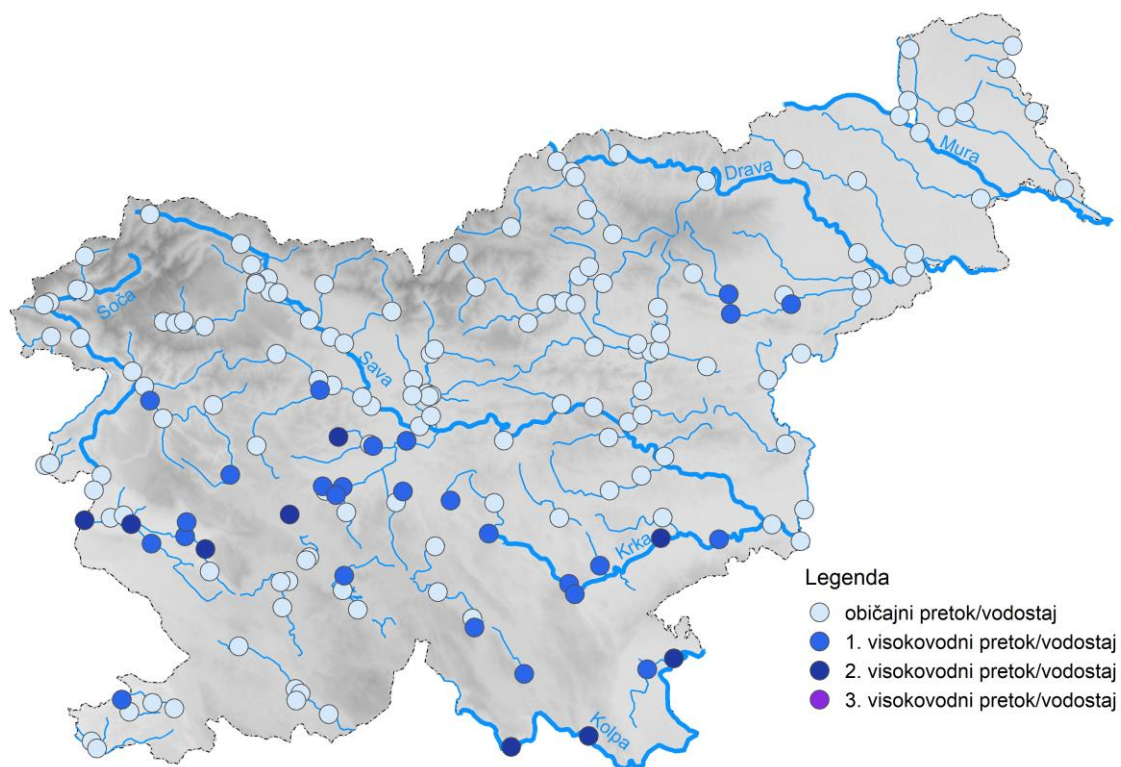 Mura
Drava
Soča
Sava
Krka
Kolpa
Legenda
običajni pretok/vodostaj
1. visokovodni pretok/vodostaj
2. visokovodni pretok/vodostaj
3. visokovodni pretok/vodostaj